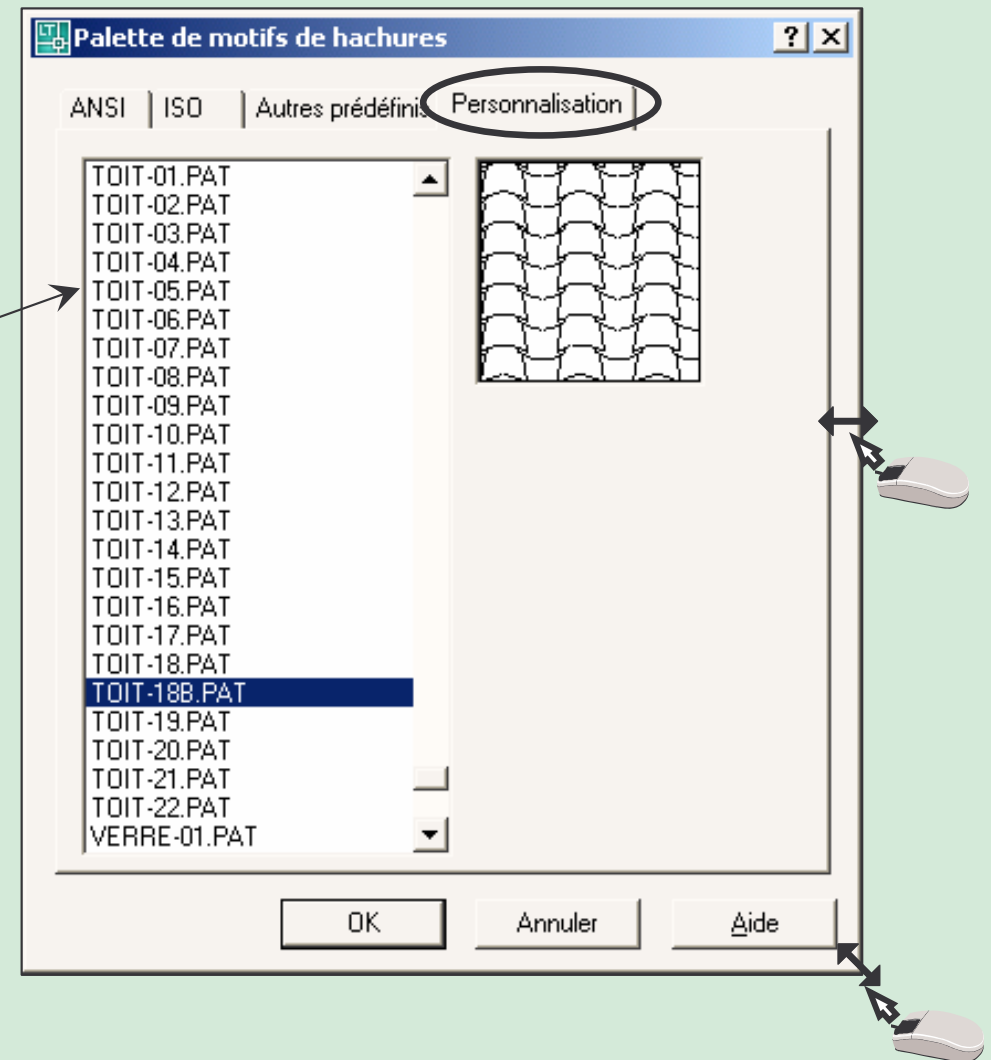 LT
Palette de motifs de hachures
? ×
ANSI ISO Autres prédéfinis Personnalisation
TOIT-01.PAT
TOIT-02.PAT
TOIT-03.PAT
TOIT-04.PAT
TOIT-05.PAT
TOIT-06.PAT
TOIT-07.PAT
TOIT-08.PAT
TOIT-09.PAT
TOIT-10.PAT
TOIT-11.PAT
TOIT-12.PAT
TOIT-13.PAT
TOIT-14.PAT
TOIT-15.PAT
TOIT-16.PAT
TOIT-17.PAT
TOIT-18.PAT
TOIT-18B.PAT
TOIT-19.PAT
TOIT-20.PAT
TOIT-21.PAT
TOIT-22.PAT
VERRE-01.PAT
OK Annuler Aide